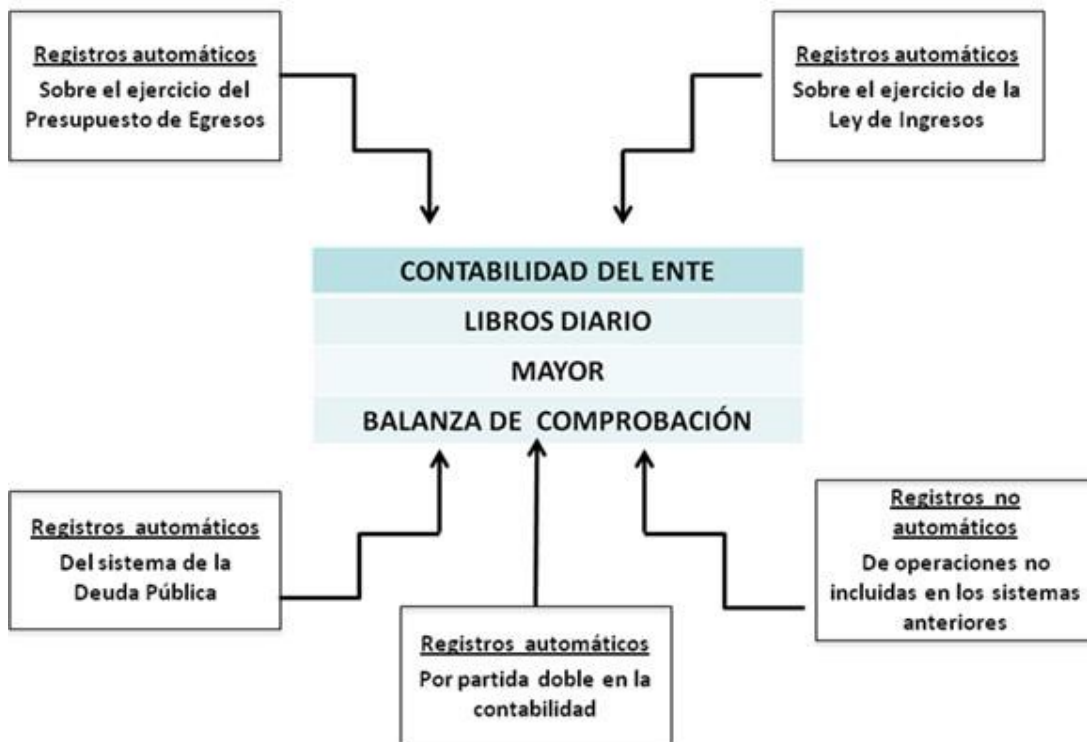 Registros automáticos
Sobre el ejercicio del
Presupuesto de Egresos
Registros automáticos
Sobre el ejercicio de la
Ley de Ingresos
CONTABILIDAD DEL ENTE
LIBROS DIARIO
MAYOR
BALANZA DE COMPROBACIÓN
Registros automáticos
Del sistema de la
Deuda Pública
Registros automáticos
Por partida doble en la
contabilidad
Registros no
automáticos
De operaciones no
incluidas en los sistemas
anteriores